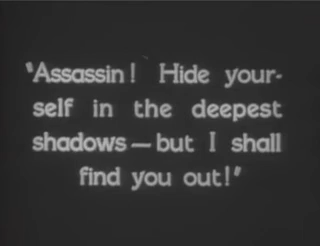 "Assassin! Hide your-
self in the deepest
shadows — but I shall
find you out!"